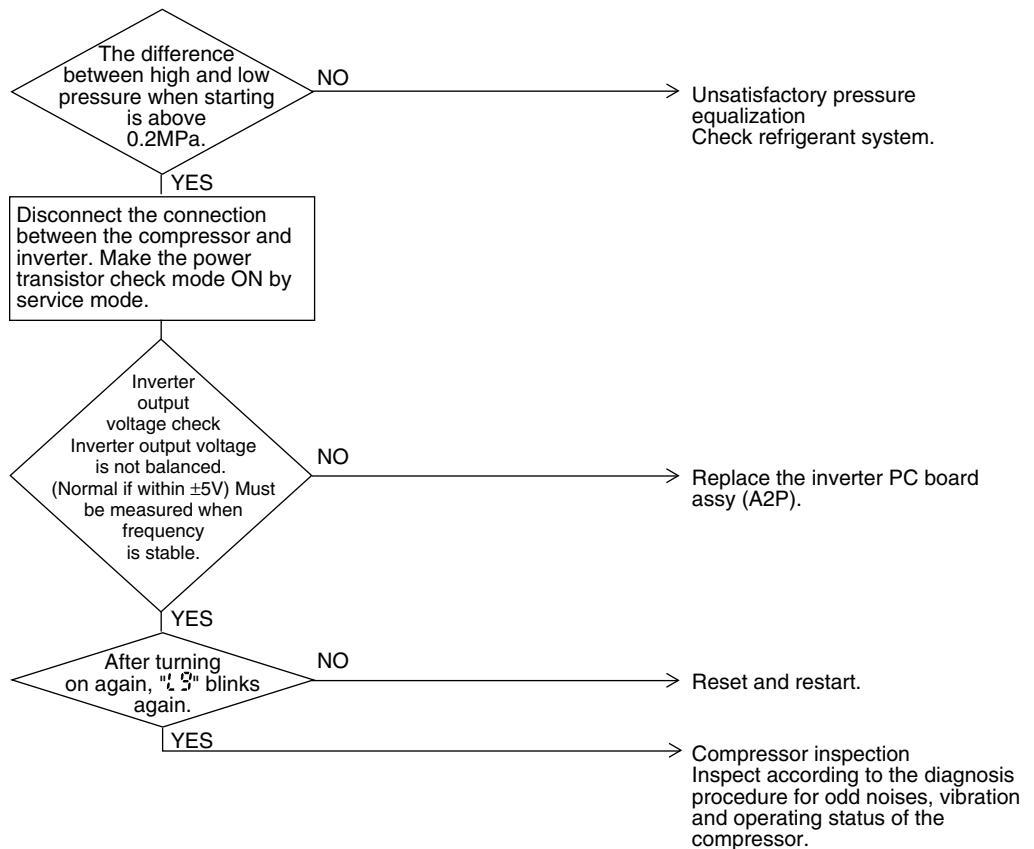 The difference
between high and low
pressure when starting
is above
0.2MPa.
NO
Unsatisfactory pressure
equalization
Check refrigerant system.
YES
Disconnect the connection
between the compressor and
inverter. Make the power
transistor check mode ON by
service mode.
Inverter
output
voltage check
Inverter output voltage
is not balanced.
(Normal if within ±5V) Must
be measured when
frequency
is stable.
NO
Replace the inverter PC board
assy (A2P).
YES
After turning
on again, "L9" blinks
again.
NO
Reset and restart.
YES
Compressor inspection
Inspect according to the diagnosis
procedure for odd noises, vibration
and operating status of the
compressor.